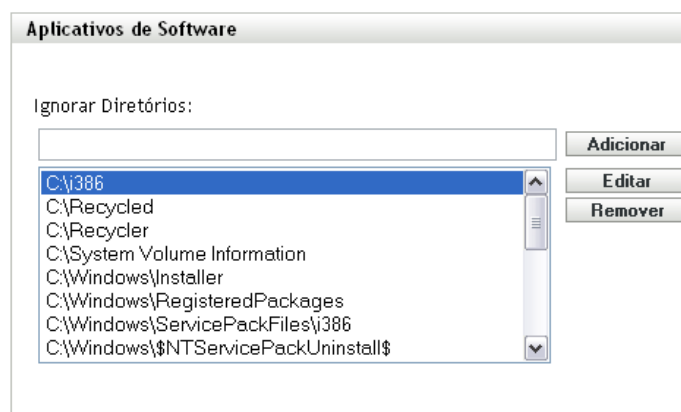 Aplicativos de Software
Ignorar Diretórios:
Adicionar
C:\i386
Editar
C:\Recycled
Remover
C:\Recycler
C:\System Volume Information
C:\Windows\Installer
C:\Windows\RegisteredPackages
C:\Windows\ServicePackFiles\i386
C:\Windows\$NTServicePackUninstall$